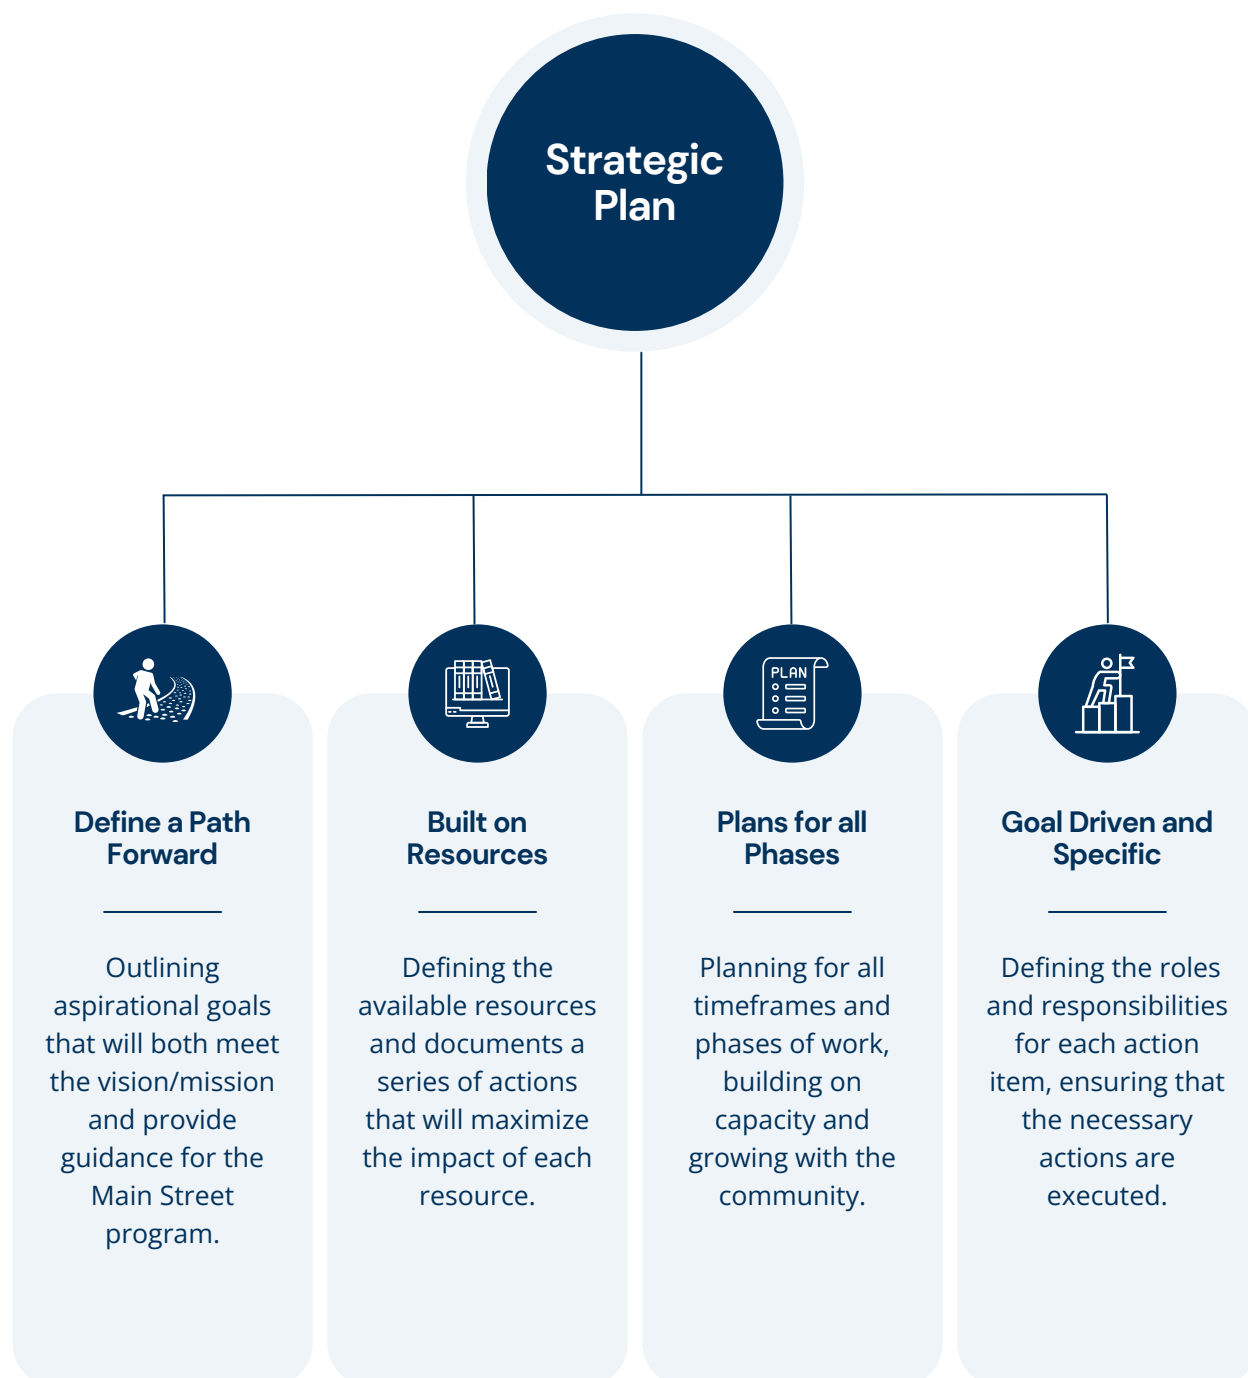 Strategic
Plan
PLAN
Define a Path
Forward
Outlining
aspirational goals
that will both meet
the vision/mission
and provide
guidance for the
Main Street
program.
Built on
Resources
Defining the
available resources
and documents a
series of actions
that will maximize
the impact of each
resource.
Plans for all
Phases
Planning for all
timeframes and
phases of work,
building on
capacity and
growing with the
community.
Goal Driven and
Specific
Defining the roles
and responsibilities
for each action
item, ensuring that
the necessary
actions are
executed.